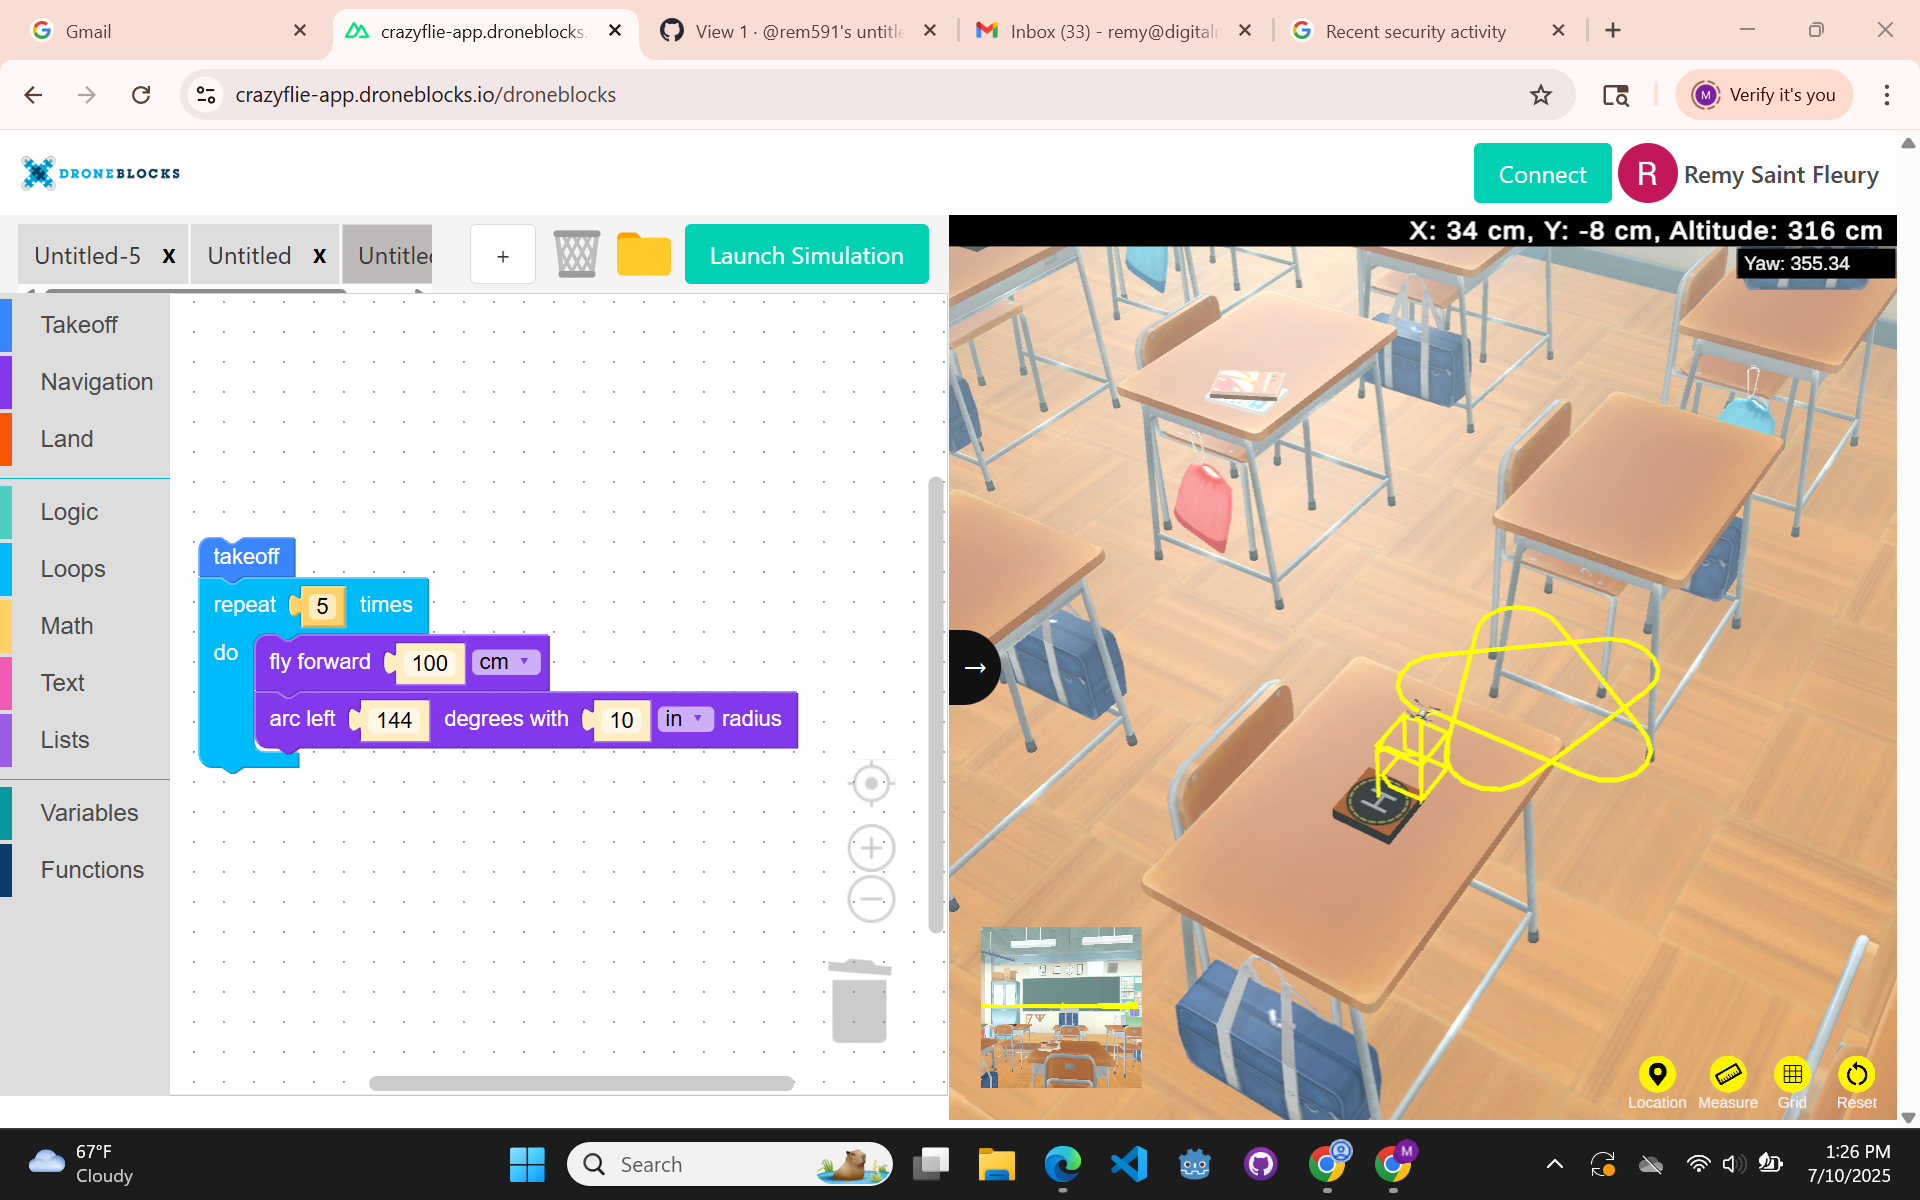 Gmail
crazyflie-app.droneblocks.
View 1 · @rem591's untitle
Inbox (33) - remy@digitalr
Recent security activity
crazyflie-app.droneblocks.io/droneblocks
M
Verify it's you
DRONEBLOCKS
Connect
R
Remy Saint Fleury
Untitled-5 x
Untitled x
Untitled
+
Launch Simulation
X: 34 cm, Y: -8 cm, Altitude: 316 cm
Yaw: 355.34
Takeoff
Navigation
Land
Logic
Loops
Math
Text
Lists
Variables
Functions
takeoff
repeat 5 times
do
fly forward 100 cm
arc left 144 degrees with 10 in radius
H
Location
Measure
Grid
Reset
67°F
Cloudy
Search
M
1:26 PM
7/10/2025